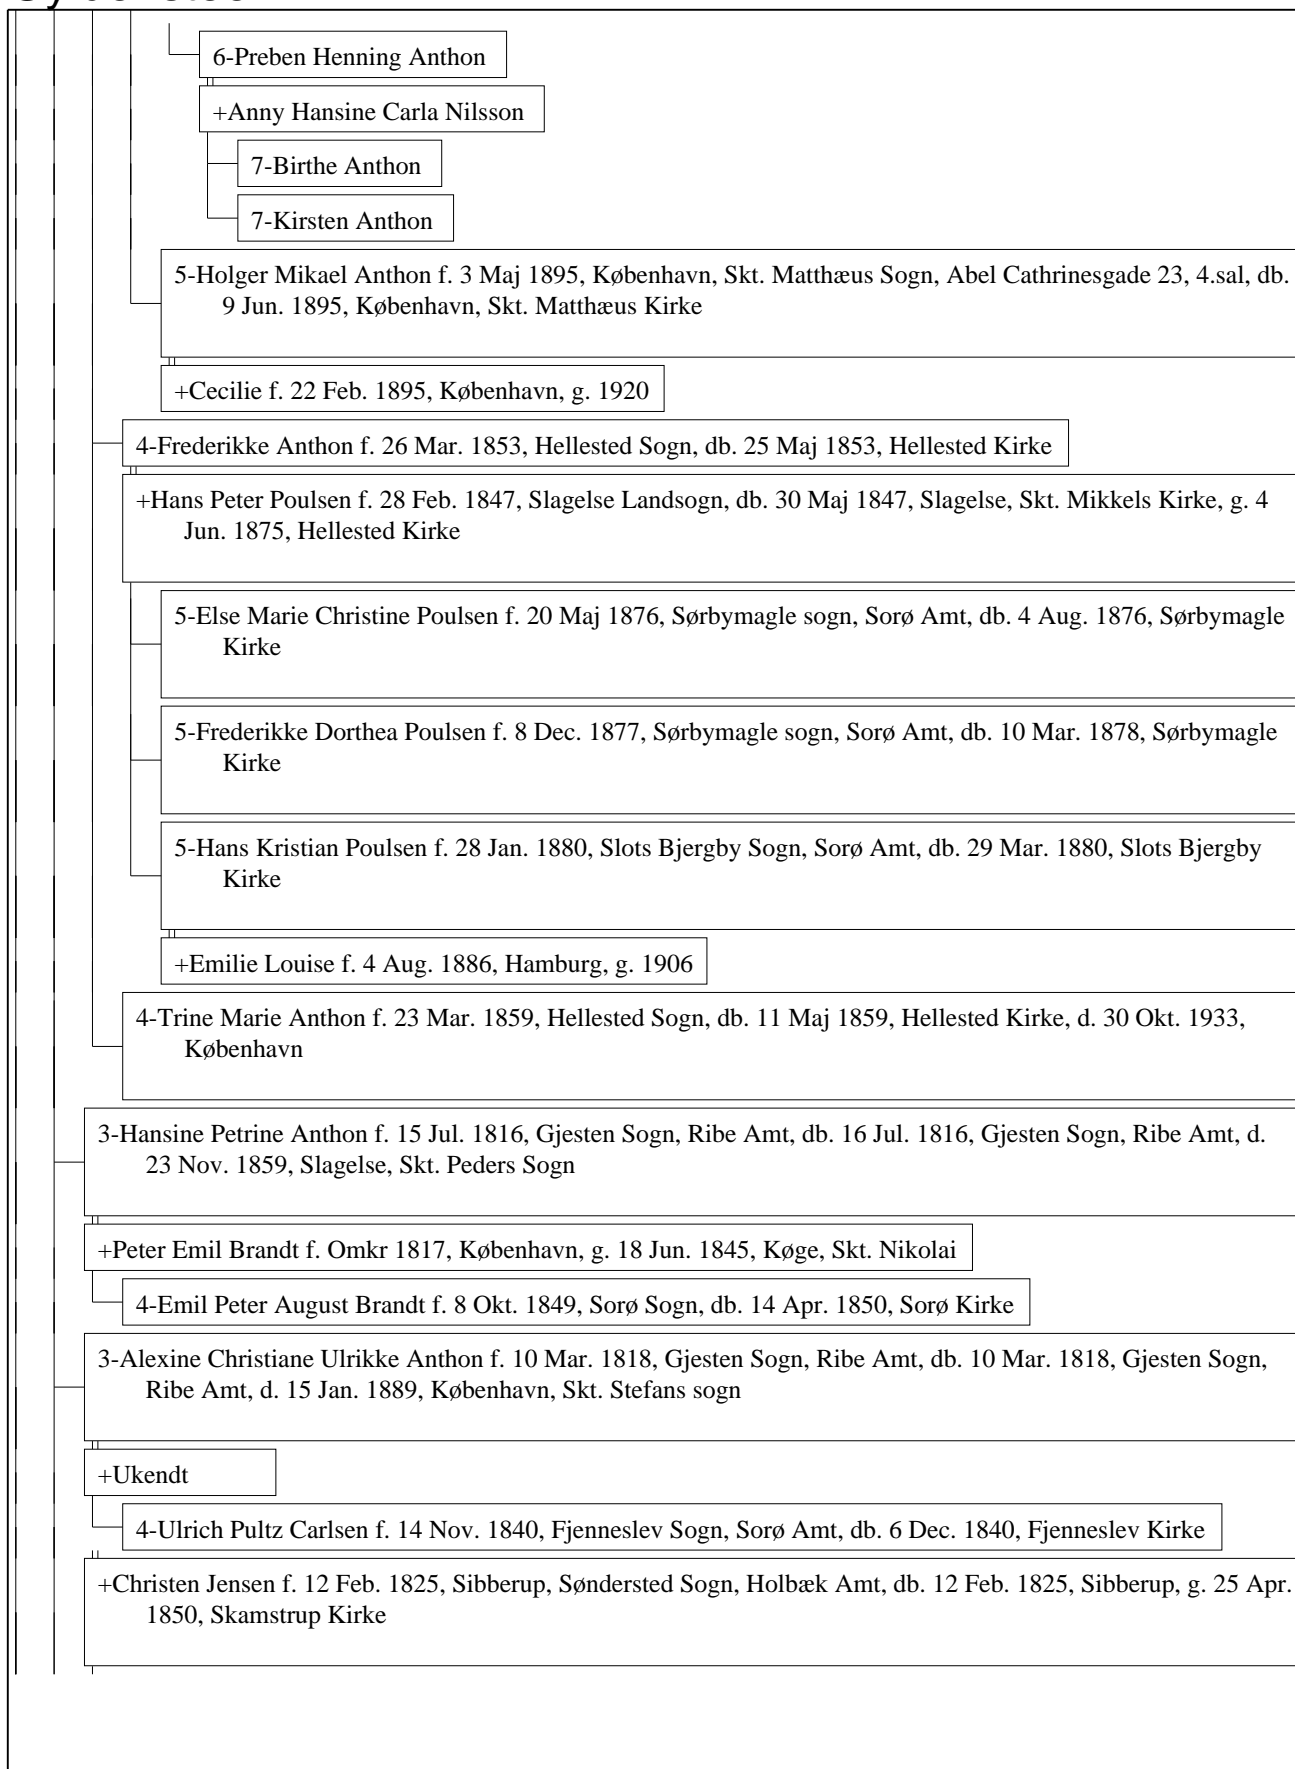 6-Preben Henning Anthon
+Anny Hansine Carla Nilsson
7-Birthe Anthon
7-Kirsten Anthon
5-Holger Mikael Anthon f. 3 Maj 1895, København, Skt. Matthæus Sogn, Abel Cathrinesgade 23, 4.sal, db.
9 Jun. 1895, København, Skt. Matthæus Kirke
+Cecilie f. 22 Feb. 1895, København, g. 1920
4-Frederikke Anthon f. 26 Mar. 1853, Hellested Sogn, db. 25 Maj 1853, Hellested Kirke
+Hans Peter Poulsen f. 28 Feb. 1847, Slagelse Landsogn, db. 30 Maj 1847, Slagelse, Skt. Mikkels Kirke, g. 4
Jun. 1875, Hellested Kirke
5-Else Marie Christine Poulsen f. 20 Maj 1876, Sørbymagle sogn, Sorø Amt, db. 4 Aug. 1876, Sørbymagle
Kirke
5-Frederikke Dorthea Poulsen f. 8 Dec. 1877, Sørbymagle sogn, Sorø Amt, db. 10 Mar. 1878, Sørbymagle
Kirke
5-Hans Kristian Poulsen f. 28 Jan. 1880, Slots Bjergby Sogn, Sorø Amt, db. 29 Mar. 1880, Slots Bjergby
Kirke
+Emilie Louise f. 4 Aug. 1886, Hamburg, g. 1906
4-Trine Marie Anthon f. 23 Mar. 1859, Hellested Sogn, db. 11 Maj 1859, Hellested Kirke, d. 30 Okt. 1933,
København
3-Hansine Petrine Anthon f. 15 Jul. 1816, Gjesten Sogn, Ribe Amt, db. 16 Jul. 1816, Gjesten Sogn, Ribe Amt, d.
23 Nov. 1859, Slagelse, Skt. Peders Sogn
+Peter Emil Brandt f. Omkr 1817, København, g. 18 Jun. 1845, Køge, Skt. Nikolai
4-Emil Peter August Brandt f. 8 Okt. 1849, Sorø Sogn, db. 14 Apr. 1850, Sorø Kirke
3-Alexine Christiane Ulrikke Anthon f. 10 Mar. 1818, Gjesten Sogn, Ribe Amt, db. 10 Mar. 1818, Gjesten Sogn,
Ribe Amt, d. 15 Jan. 1889, København, Skt. Stefans sogn
+Ukendt
4-Ulrich Pultz Carlsen f. 14 Nov. 1840, Fjenneslev Sogn, Sorø Amt, db. 6 Dec. 1840, Fjenneslev Kirke
+Christen Jensen f. 12 Feb. 1825, Sibberup, Søndersted Sogn, Holbæk Amt, db. 12 Feb. 1825, Sibberup, g. 25 Apr.
1850, Skamstrup Kirke